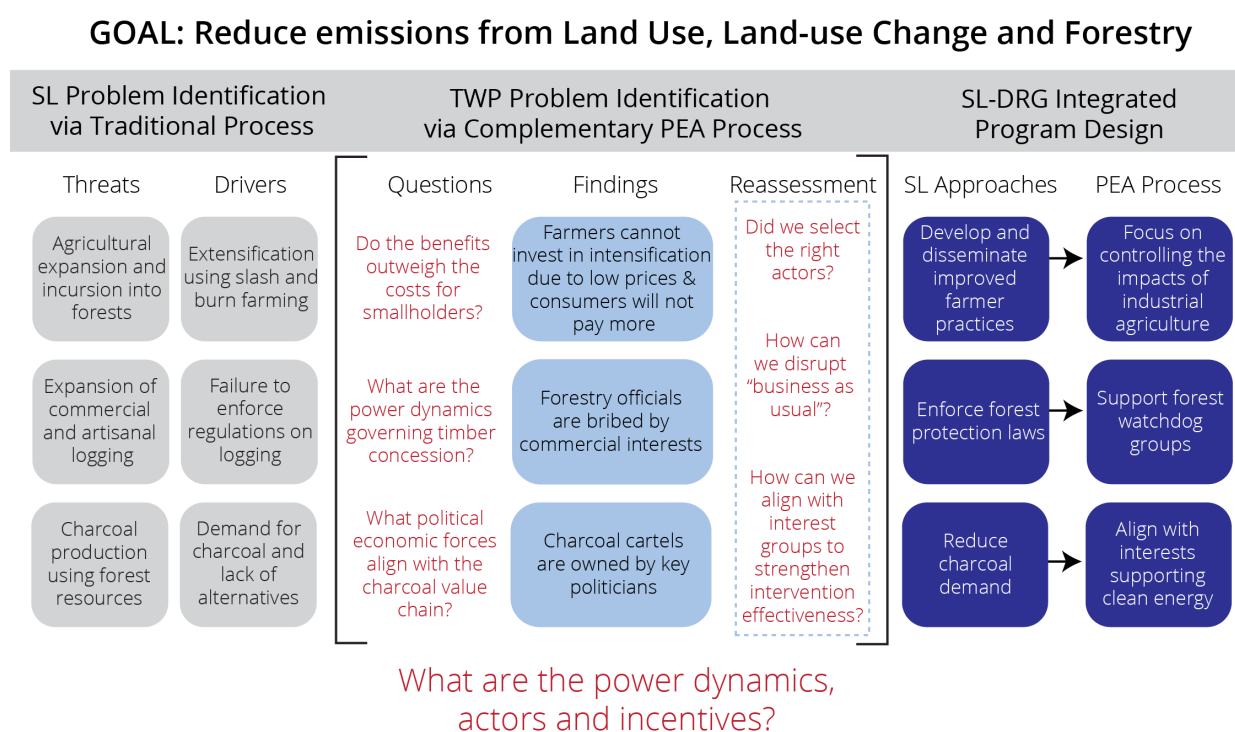 GOAL: Reduce emissions from Land Use, Land-use Change and Forestry
SL Problem Identification
via Traditional Process
TWP Problem Identification
via Complementary PEA Process
SL-DRG Integrated
Program Design
Threats
Drivers
Questions
Findings
Reassessment
SL Approaches
PEA Process
Agricultural
expansion and
incursion into
forests
Extensification
using slash and
burn farming
Do the benefits
outweigh the
costs for
smallholders?
Farmers cannot
invest in intensification
due to low prices &
consumers will not
pay more
Did we select
the right
actors?
Develop and
disseminate
improved
farmer
practices
Focus on
controlling the
impacts of
industrial
agriculture
Expansion of
commercial
and artisanal
logging
Failure to
enforce
regulations on
logging
What are the
power dynamics
governing timber
concession?
Forestry officials
are bribed by
commercial interests
How can
we disrupt
“business as
usual”?
Enforce forest
protection laws
Support forest
watchdog
groups
Charcoal
production
using forest
resources
Demand for
charcoal and
lack of
alternatives
What political
economic forces
align with the
charcoal value
chain?
Charcoal cartels
are owned by key
politicians
How can we
align with
interest
groups to
strengthen
intervention
effectiveness?
Reduce
charcoal
demand
Align with
interests
supporting
clean energy
What are the power dynamics,
actors and incentives?